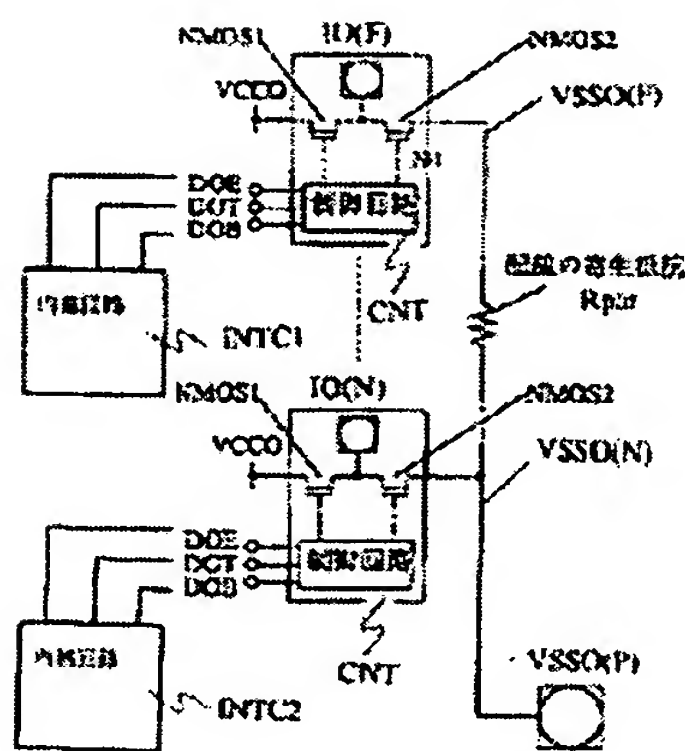 NMOS1
IO(F)
NMOS2
VCCO
VSSO(F)
N1
DOE
DOT
DOB
制御回路
配線の寄生抵抗
Rpar
内部回路
CNT
INTC1
NMOS1
IO(N)
NMOS2
VCCO
VSSO(N)
DOE
DOT
DOB
制御回路
内部回路
CNT
VSSO(P)
INTC2